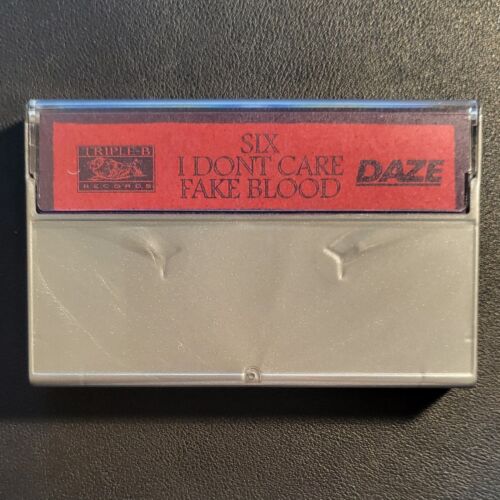 TRIPLE-B
RECORDS
SIX
I DONT CARE
FAKE BLOOD
DAZE